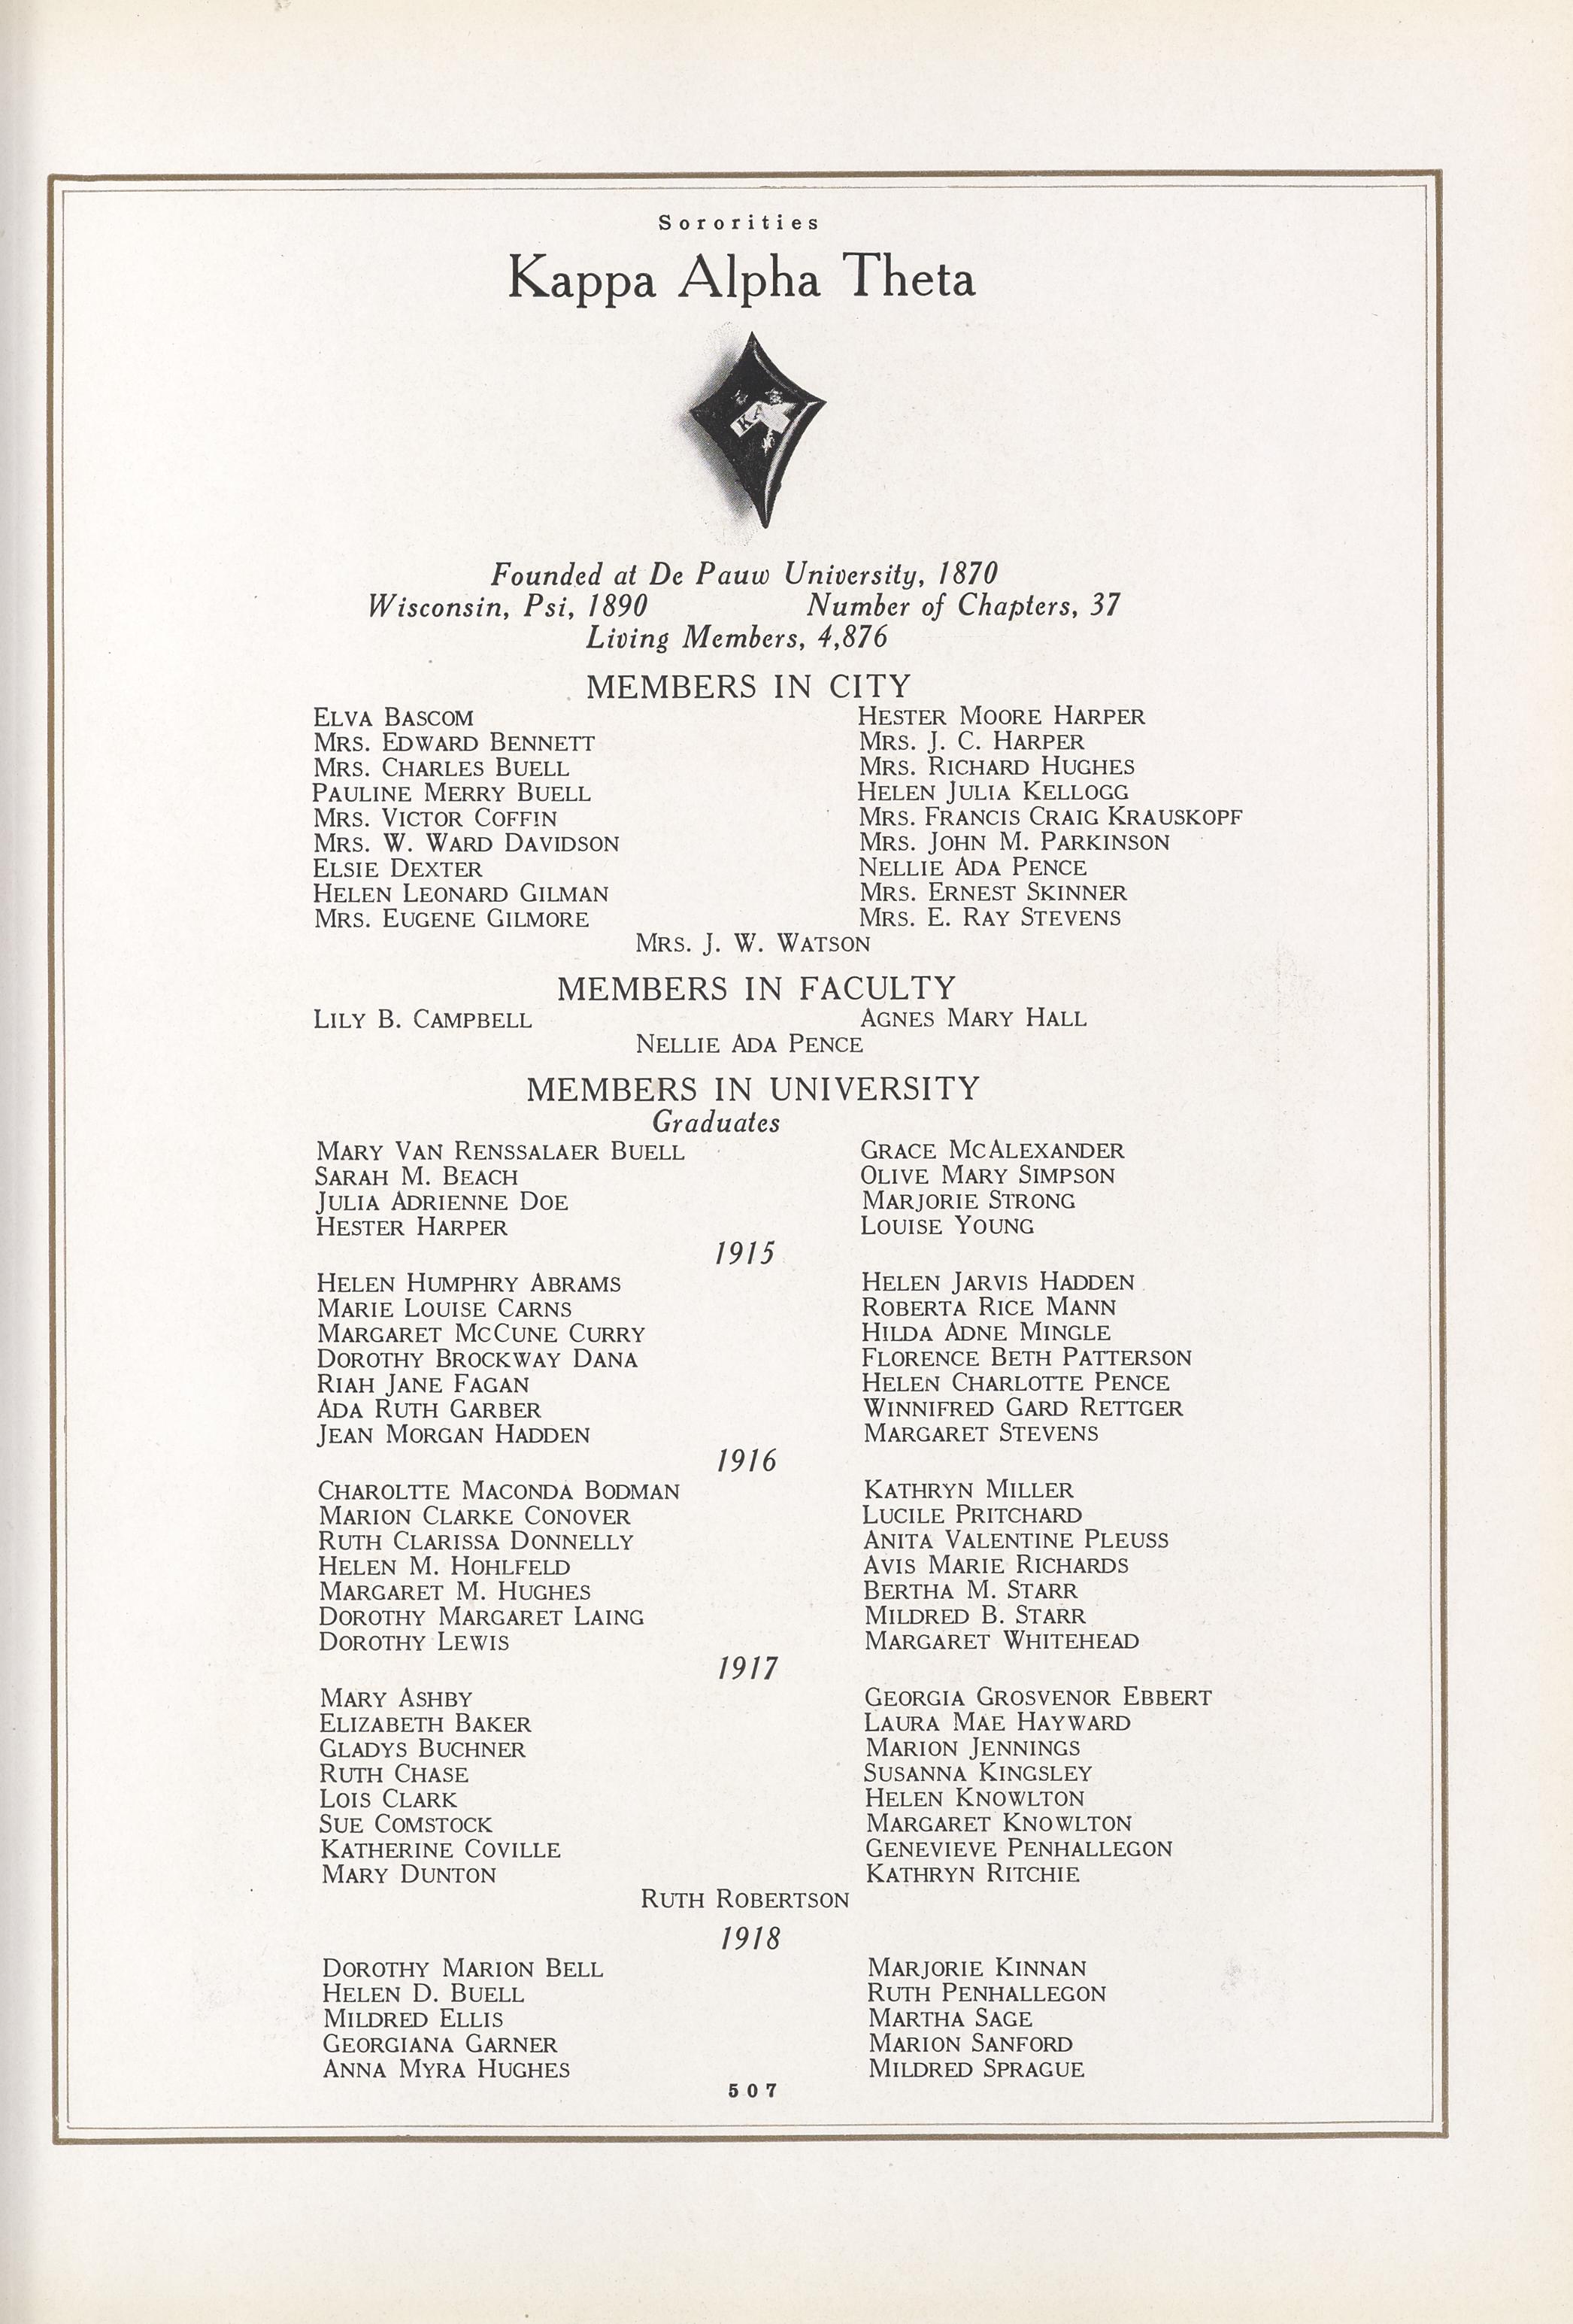 Sororities
Kappa Alpha Theta
KA
Founded at De Pauw University, 1870
Wisconsin, Psi, 1890 Number of Chapters, 37
Living Members, 4,876
MEMBERS IN CITY
ELVA BASCOM HESTER MOORE HARPER
MRS. EDWARD BENNETT MRS. J. C. HARPER
MRS. CHARLES BUELL MRS. RICHARD HUGHES
PAULINE MERRY BUELL HELEN JULIA KELLOGG
MRS. VICTOR COFFIN MRS. FRANCIS CRAIG KRAUSKOPF
MRS. W. WARD DAVIDSON MRS. JOHN M. PARKINSON
ELSIE DEXTER NELLIE ADA PENCE
HELEN LEONARD GILMAN MRS. ERNEST SKINNER
MRS. EUGENE GILMORE MRS. E. RAY STEVENS
MRS. J. W. WATSON
MEMBERS IN FACULTY
LILY B. CAMPBELL AGNES MARY HALL
NELLIE ADA PENCE
MEMBERS IN UNIVERSITY
Graduates
MARY VAN RENSSALAER BUELL GRACE MCALEXANDER
SARAH M. BEACH OLIVE MARY SIMPSON
JULIA ADRIENNE DOE MARJORIE STRONG
HESTER HARPER LOUISE YOUNG
1915
HELEN HUMPHRY ABRAMS HELEN JARVIS HADDEN
MARIE LOUISE CARNS ROBERTA RICE MANN
MARGARET MCCUNE CURRY HILDA ADNE MINGLE
DOROTHY BROCKWAY DANA FLORENCE BETH PATTERSON
RIAH JANE FAGAN HELEN CHARLOTTE PENCE
ADA RUTH GARBER WINNIFRED GARD RETTGER
JEAN MORGAN HADDEN MARGARET STEVENS
1916
CHAROLTTE MACONDA BODMAN KATHRYN MILLER
MARION CLARKE CONOVER LUCILE PRITCHARD
RUTH CLARISSA DONNELLY ANITA VALENTINE PLEUSS
HELEN M. HOHLFELD AVIS MARIE RICHARDS
MARGARET M. HUGHES BERTHA M. STARR
DOROTHY MARGARET LAING MILDRED B. STARR
DOROTHY LEWIS MARGARET WHITEHEAD
1917
MARY ASHBY GEORGIA GROSVENOR EBBERT
ELIZABETH BAKER LAURA MAE HAYWARD
GLADYS BUCHNER MARION JENNINGS
RUTH CHASE SUSANNA KINGSLEY
LOIS CLARK HELEN KNOWLTON
SUE COMSTOCK MARGARET KNOWLTON
KATHERINE COVILLE GENEVIEVE PENHALLEGON
MARY DUNTON KATHRYN RITCHIE
RUTH ROBERTSON
1918
DOROTHY MARION BELL MARJORIE KINNAN
HELEN D. BUELL RUTH PENHALLEGON
MILDRED ELLIS MARTHA SAGE
GEORGIANA GARNER MARION SANFORD
ANNA MYRA HUGHES MILDRED SPRAGUE
507